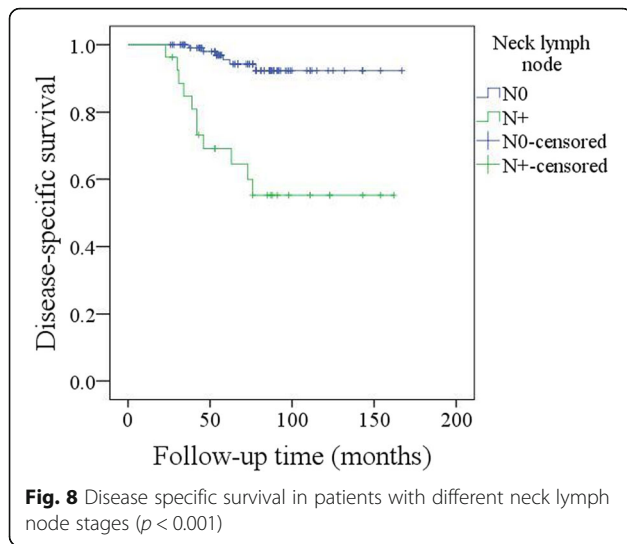 Neck lymph
node
N0
N+
N0-censored
N+-censored
1.0
0.8
0.6
0.4
0.2
0.0
Disease-specific survival
0 50 100 150 200
Follow-up time (months)
Fig. 8 Disease specific survival in patients with different neck lymph
node stages (p < 0.001)